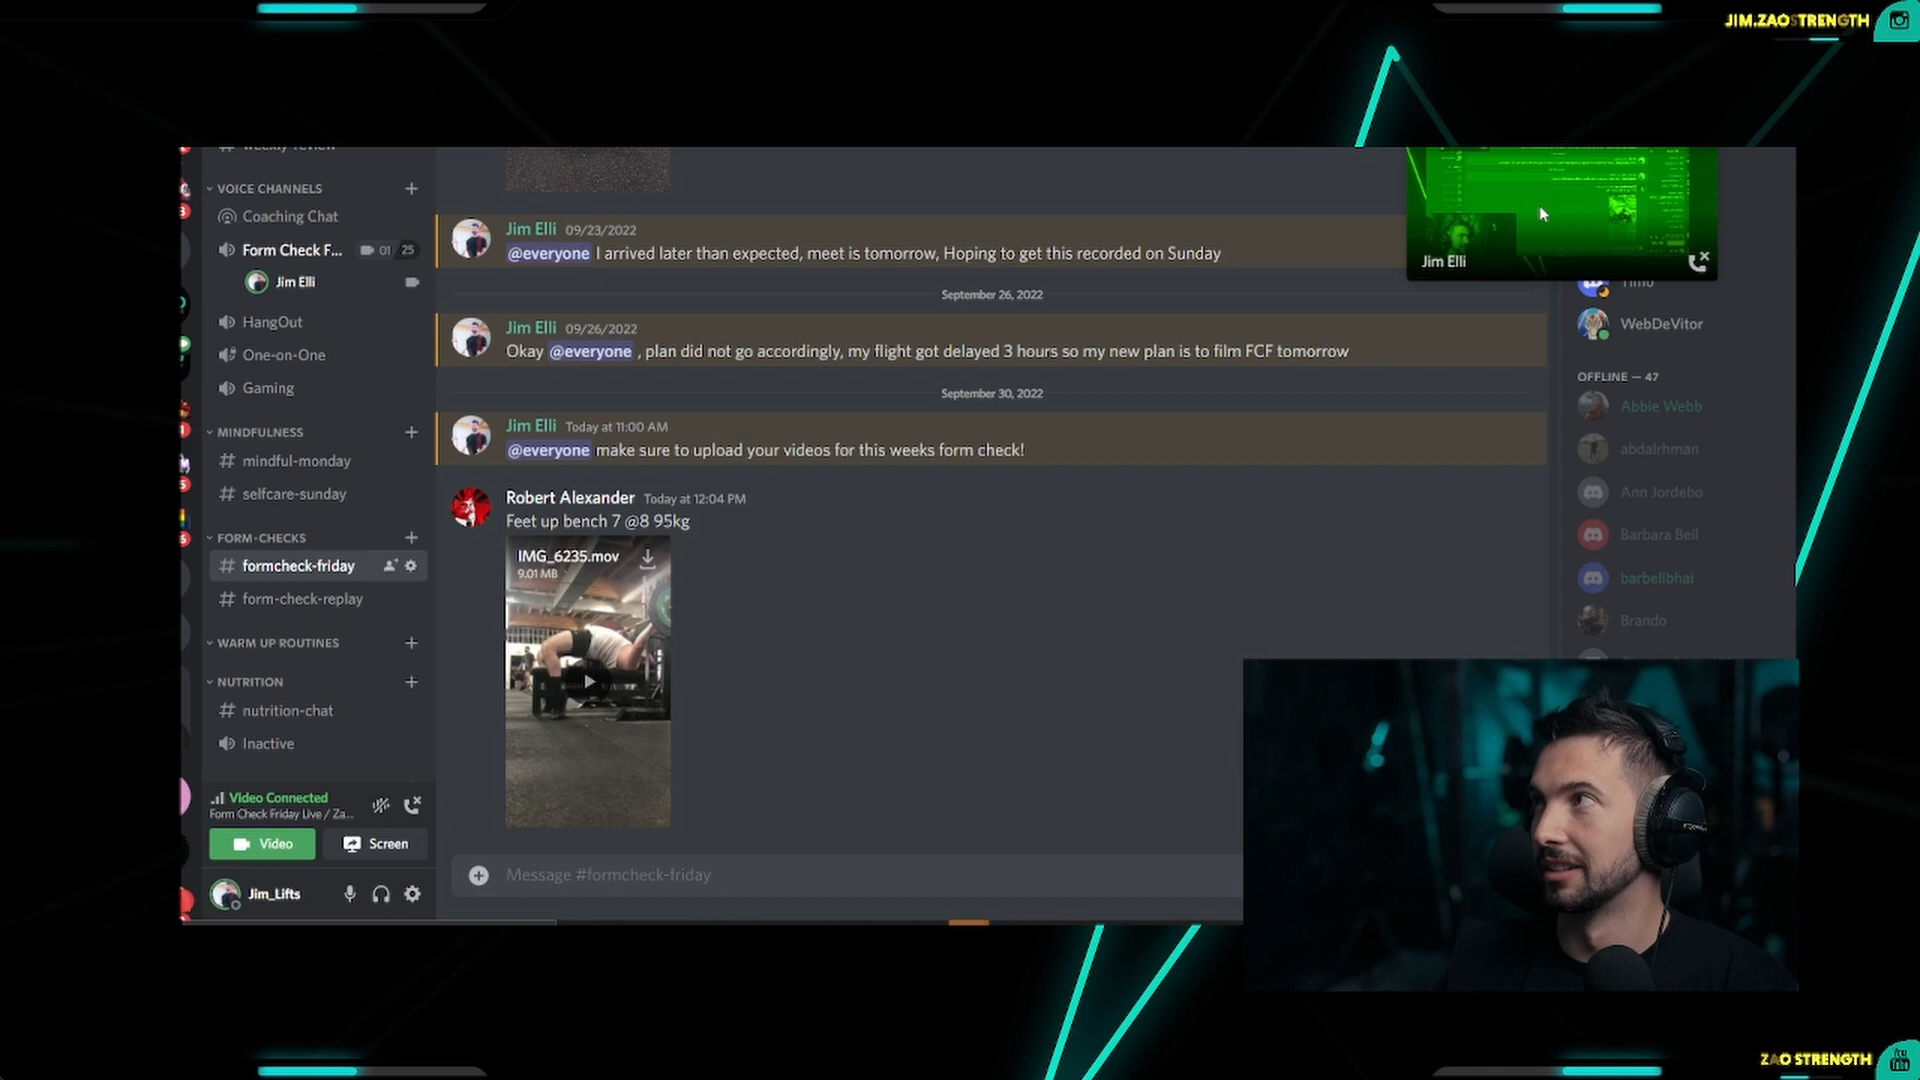 JIM.ZAOSTRENGTH
weekly-review
VOICE CHANNELS
Coaching Chat
Form Check F... 01 25
Jim Elli
HangOut
One-on-One
Gaming
MINDFULNESS
# mindful-monday
# selfcare-sunday
FORM-CHECKS
# formcheck-friday
# form-check-replay
WARM UP ROUTINES
NUTRITION
# nutrition-chat
Inactive
Video Connected
Form Check Friday Live / Za...
Video Screen
Jim_Lifts
Jim Elli 09/23/2022
@everyone I arrived later than expected, meet is tomorrow, Hoping to get this recorded on Sunday
September 26, 2022
Jim Elli 09/26/2022
Okay @everyone , plan did not go accordingly, my flight got delayed 3 hours so my new plan is to film FCF tomorrow
September 30, 2022
Jim Elli Today at 11:00 AM
@everyone make sure to upload your videos for this weeks form check!
Robert Alexander Today at 12:04 PM
Feet up bench 7 @8 95kg
IMG_6235.mov
9.01 MB
Message #formcheck-friday
Jim Elli
Timo
WebDeVitor
OFFLINE — 47
Abbie Webb
abdalrhman
Ann Jordebo
Barbara Beil
barbellbhai
Brando
ZAO STRENGTH